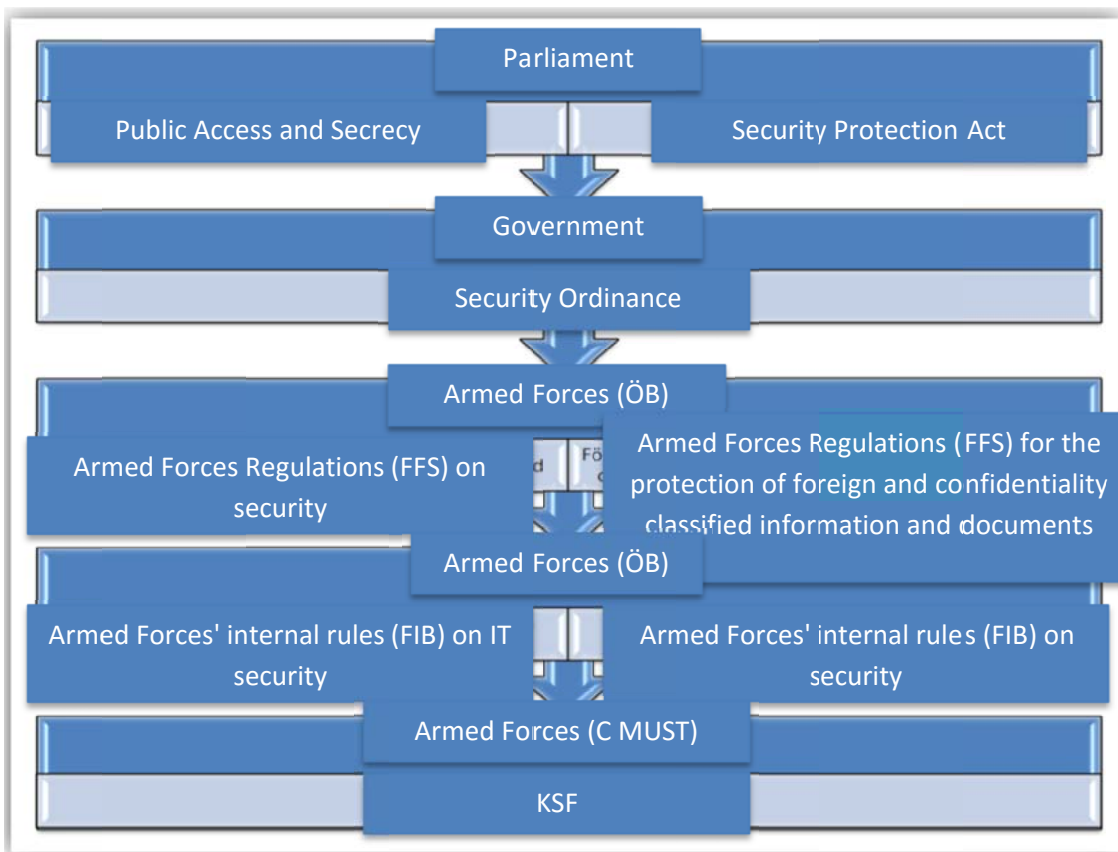 Parliament
Public Access and Secrecy
Security Protection Act
Government
Security Ordinance
Armed Forces (ÖB)
Armed Forces Regulations (FFS) on
security
Armed Forces Regulations (FFS) for the
protection of foreign and confidentiality
classified information and documents
Armed Forces (ÖB)
Armed Forces' internal rules (FIB) on IT
security
Armed Forces' internal rules (FIB) on
security
Armed Forces (C MUST)
KSF